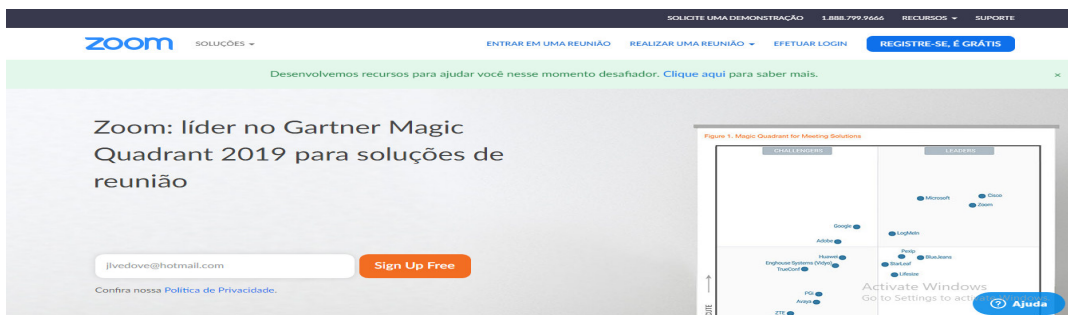 SOLICITE UMA DEMONSTRAÇÃO 1.888.799.9666 RECURSOS SUPORTE
zoom SOLUÇÕES ENTRAR EM UMA REUNIÃO REALIZAR UMA REUNIÃO EFETUAR LOGIN REGISTRE-SE, É GRÁTIS
Desenvolvemos recursos para ajudar você nesse momento desafiador. Clique aqui para saber mais. ×
Zoom: líder no Gartner Magic
Quadrant 2019 para soluções de
reunião
jlvedove@hotmail.com Sign Up Free
Confira nossa Política de Privacidade.
Figure 1. Magic Quadrant for Meeting Solutions
CHALLENGERS LEADERS
Microsoft Cisco
Zoom
Google
LogMeIn
Adobe
Pexip
Huawei BlueJeans
Enghouse Systems (Vidyo) StarLeaf
TrueConf
Lifesize
PGi
Avaya
ZTE
Activate Windows
Go to Settings to activate Windows.
Ajuda